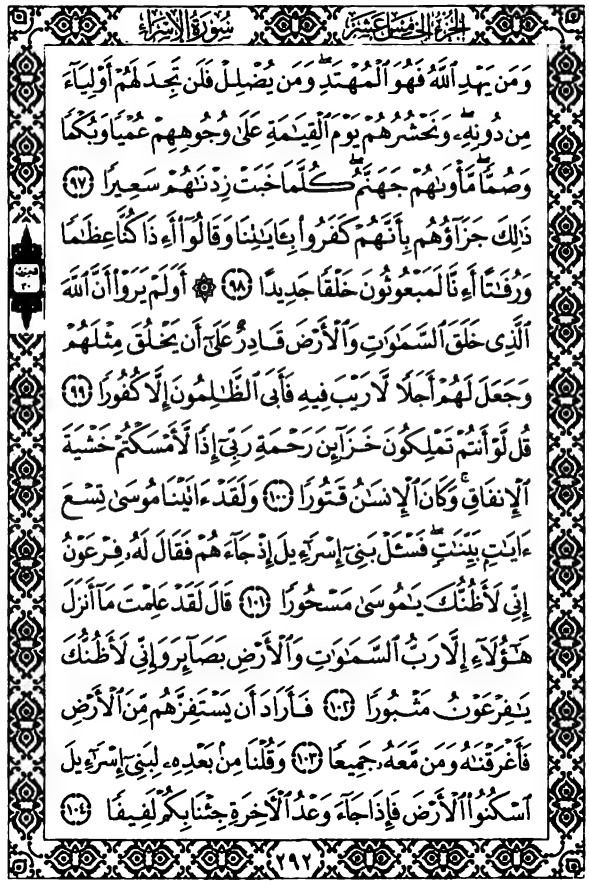 الجزء الخامس عشر
سورة الإسراء
وَمَن يَهْدِ ٱللَّهُ فَهُوَ ٱلْمُهْتَدِۖ وَمَن يُضْلِلْ فَلَن تَجِدَ لَهُمْ أَوْلِيَآءَ
مِن دُونِهِۦۖ وَنَحْشُرُهُمْ يَوْمَ ٱلْقِيَٰمَةِ عَلَىٰ وُجُوهِهِمْ عُمْيًا وَبُكْمًا
وَصُمًّاۖ مَّأْوَىٰهُمْ جَهَنَّمُۖ كُلَّمَا خَبَتْ زِدْنَٰهُمْ سَعِيرًا ٩٧
ذَٰلِكَ جَزَآؤُهُم بِأَنَّهُمْ كَفَرُوا۟ بِـَٔايَٰتِنَا وَقَالُوٓا۟ أَءِذَا كُنَّا عِظَٰمًا
وَرُفَٰتًا أَءِنَّا لَمَبْعُوثُونَ خَلْقًا جَدِيدًا ٩٨ ۞ أَوَلَمْ يَرَوْا۟ أَنَّ ٱللَّهَ
ٱلَّذِى خَلَقَ ٱلسَّمَٰوَٰتِ وَٱلْأَرْضَ قَادِرٌ عَلَىٰٓ أَن يَخْلُقَ مِثْلَهُمْ
وَجَعَلَ لَهُمْ أَجَلًا لَّا رَيْبَ فِيهِ فَأَبَى ٱلظَّٰلِمُونَ إِلَّا كُفُورًا ٩٩
قُل لَّوْ أَنتُمْ تَمْلِكُونَ خَزَآئِنَ رَحْمَةِ رَبِّىٓ إِذًا لَّأَمْسَكْتُمْ خَشْيَةَ
ٱلْإِنفَاقِۚ وَكَانَ ٱلْإِنسَٰنُ قَتُورًا ١٠٠ وَلَقَدْ ءَاتَيْنَا مُوسَىٰ تِسْعَ
ءَايَٰتٍۭ بَيِّنَٰتٍۖ فَسْـَٔلْ بَنِىٓ إِسْرَٰٓءِيلَ إِذْ جَآءَهُمْ فَقَالَ لَهُۥ فِرْعَوْنُ
إِنِّى لَأَظُنُّكَ يَٰمُوسَىٰ مَسْحُورًا ١٠١ قَالَ لَقَدْ عَلِمْتَ مَآ أَنزَلَ
هَٰٓؤُلَآءِ إِلَّا رَبُّ ٱلسَّمَٰوَٰتِ وَٱلْأَرْضِ بَصَآئِرَ وَإِنِّى لَأَظُنُّكَ
يَٰفِرْعَوْنُ مَثْبُورًا ١٠٢ فَأَرَادَ أَن يَسْتَفِزَّهُم مِّنَ ٱلْأَرْضِ
فَأَغْرَقْنَٰهُ وَمَن مَّعَهُۥ جَمِيعًا ١٠٣ وَقُلْنَا مِنۢ بَعْدِهِۦ لِبَنِىٓ إِسْرَٰٓءِيلَ
ٱسْكُنُوا۟ ٱلْأَرْضَ فَإِذَا جَآءَ وَعْدُ ٱلْءَاخِرَةِ جِئْنَا بِكُمْ لَفِيفًا ١٠٤
٢٩٢